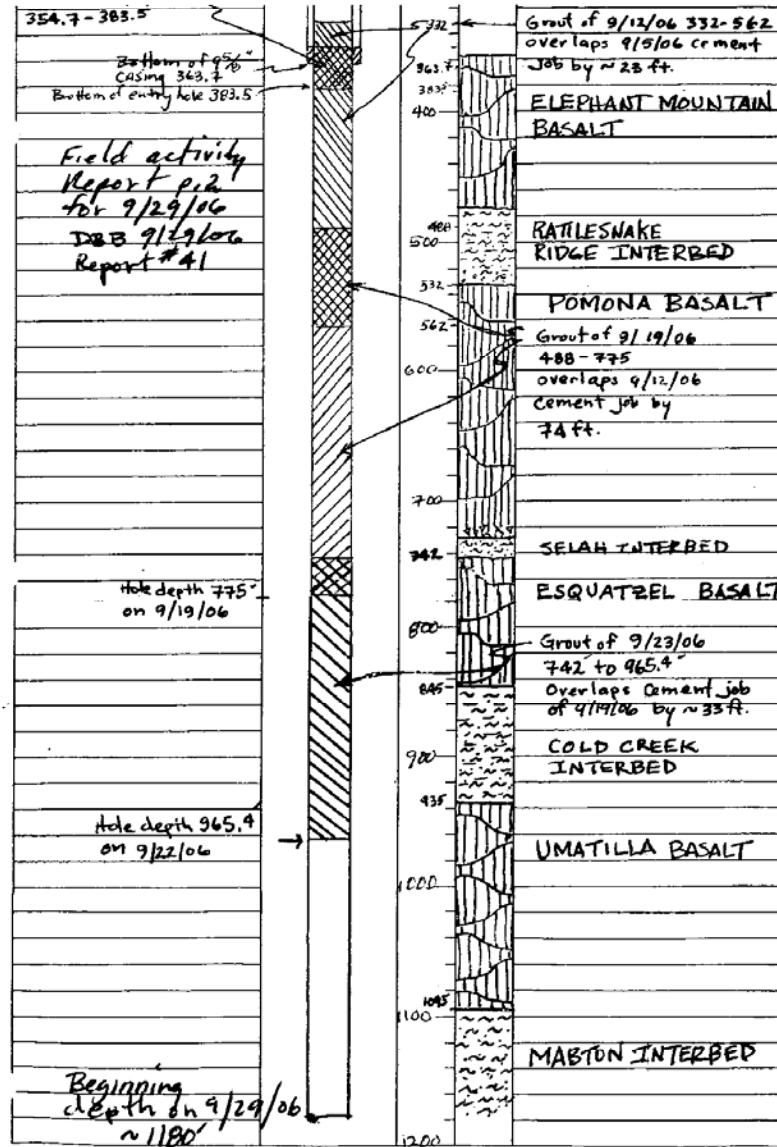 354.7-383.5
Bottom of 9 5/8"
casing 363.7
Bottom of entry hole 383.5
Field activity
Report p.2
for 9/29/06
DBB 9/29/06
Report #41
Hole depth 775'
on 9/19/06
Hole depth 965.4
on 9/22/06
Beginning
depth on 9/29/06
~1180'
332
363.7
383.5
400
488
500
532
562
600
700
742
800
845
900
935
1000
1095
1100
1200
Grout of 9/12/06 332-562
overlaps 9/5/06 cement
job by ~23 ft.
ELEPHANT MOUNTAIN
BASALT
RATTLESNAKE
RIDGE INTERBED
POMONA BASALT
Grout of 9/19/06
488-775
overlaps 9/12/06
cement job by
74 ft.
SELAH INTERBED
ESQUATZEL BASALT
Grout of 9/23/06
742' to 965.4'
Overlaps cement job
of 9/19/06 by ~33 ft.
COLD CREEK
INTERBED
UMATILLA BASALT
MABTON INTERBED